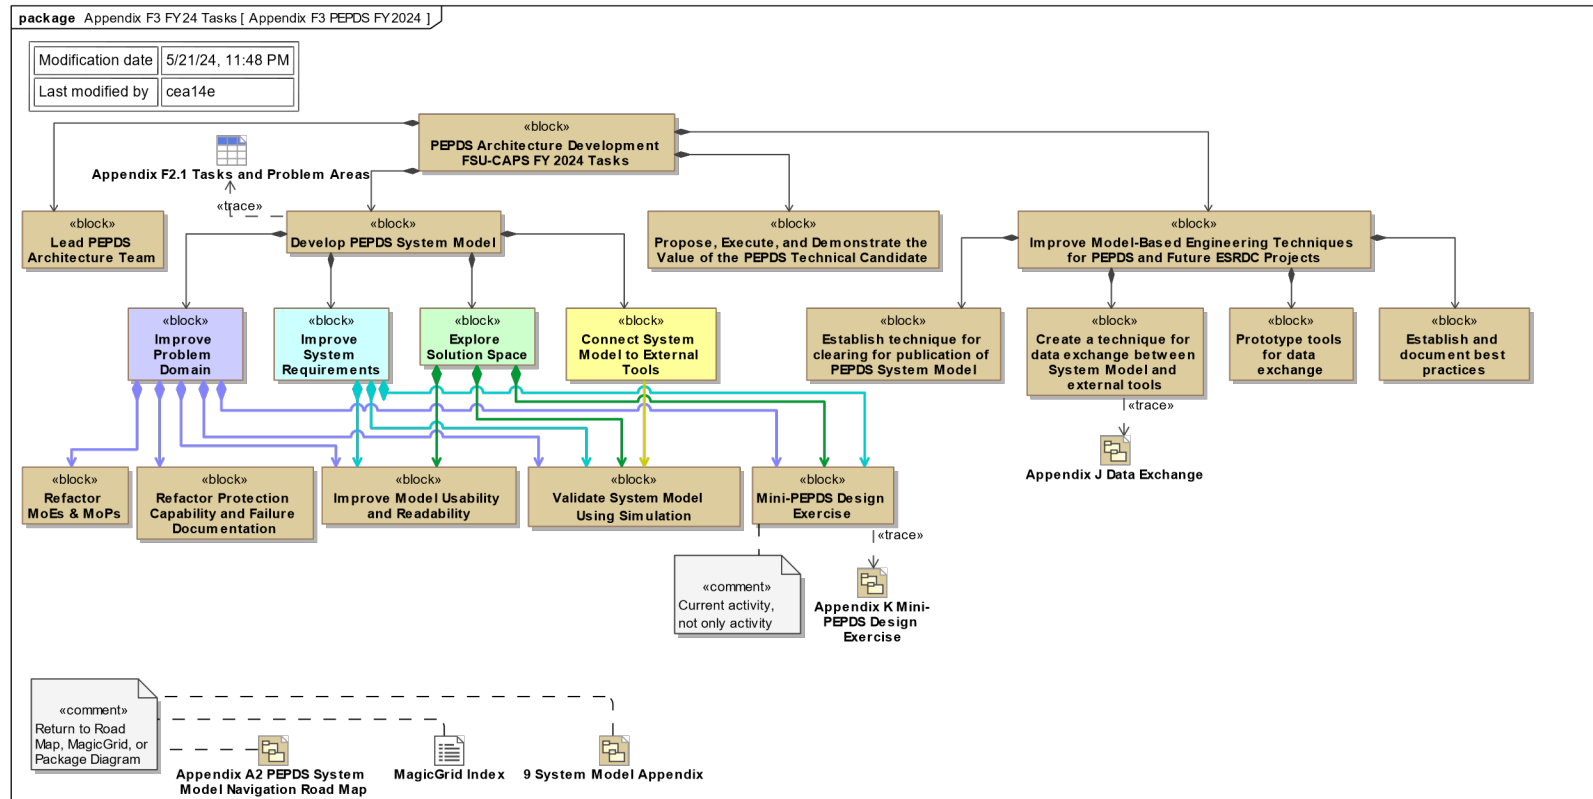 package Appendix F3 FY24 Tasks [ Appendix F3 PEPDS FY2024 ]
Modification date 5/21/24, 11:48 PM
Last modified by cea14e
«block»
PEPDS Architecture Development
FSU-CAPS FY 2024 Tasks
Appendix F2.1 Tasks and Problem Areas
«trace»
«block»
Lead PEPDS
Architecture Team
«block»
Develop PEPDS System Model
«block»
Propose, Execute, and Demonstrate the
Value of the PEPDS Technical Candidate
«block»
Improve Model-Based Engineering Techniques
for PEPDS and Future ESRDC Projects
«block»
Improve
Problem
Domain
«block»
Improve
System
Requirements
«block»
Explore
Solution Space
«block»
Connect System
Model to External
Tools
«block»
Establish technique for
clearing for publication of
PEPDS System Model
«block»
Create a technique for
data exchange between
System Model and
external tools
«block»
Prototype tools
for data
exchange
«block»
Establish and
document best
practices
«trace»
Appendix J Data Exchange
«block»
Refactor
MoEs & MoPs
«block»
Refactor Protection
Capability and Failure
Documentation
«block»
Improve Model Usability
and Readability
«block»
Validate System Model
Using Simulation
«block»
Mini-PEPDS Design
Exercise
«trace»
«comment»
Current activity,
not only activity
Appendix K Mini-
PEPDS Design
Exercise
«comment»
Return to Road
Map, MagicGrid, or
Package Diagram
Appendix A2 PEPDS System
Model Navigation Road Map
MagicGrid Index
9 System Model Appendix